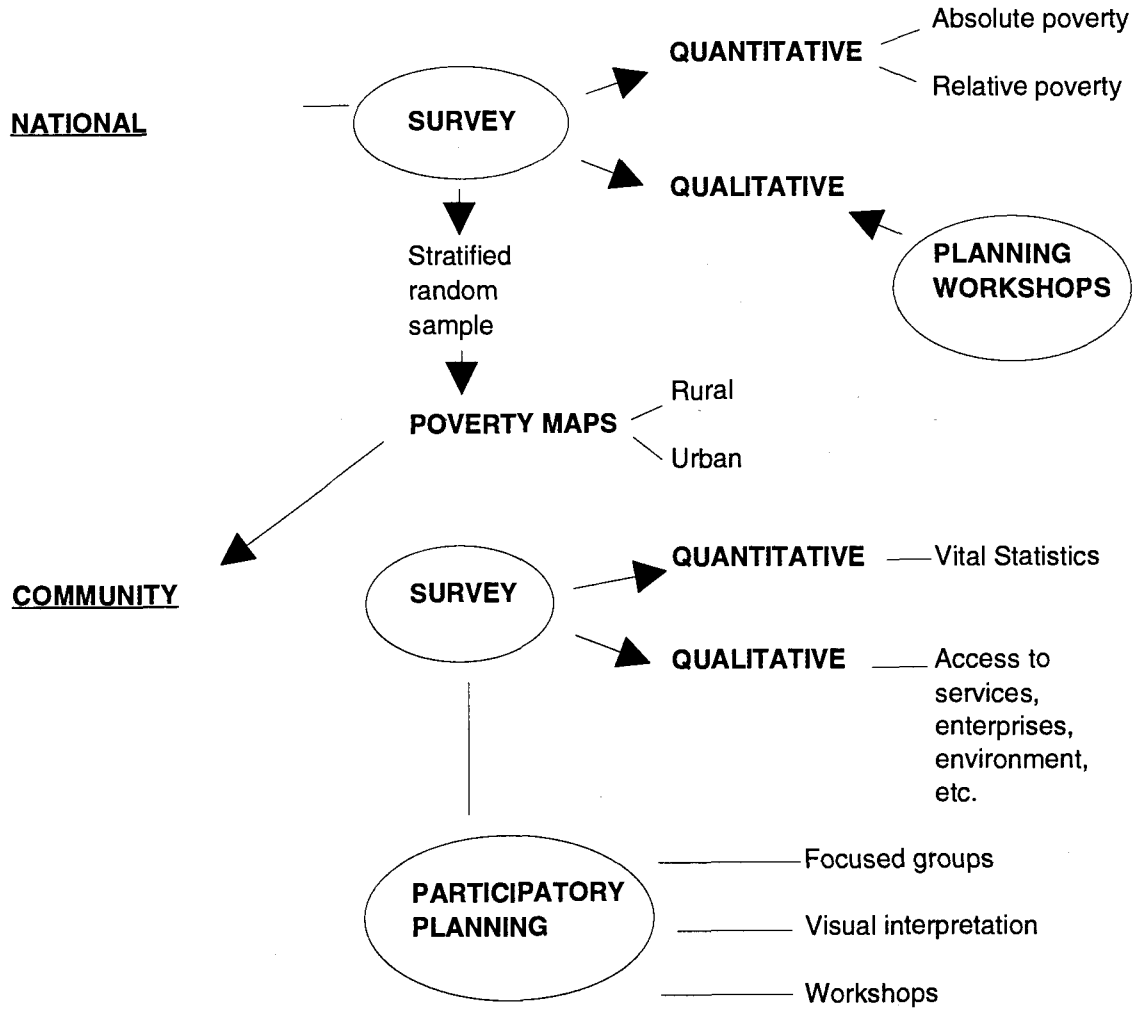 Absolute poverty
QUANTITATIVE
Relative poverty
NATIONAL
SURVEY
QUALITATIVE
PLANNING
WORKSHOPS
Stratified
random
sample
Rural
POVERTY MAPS
Urban
COMMUNITY
SURVEY
QUANTITATIVE
Vital Statistics
QUALITATIVE
Access to
services,
enterprises,
environment,
etc.
PARTICIPATORY
PLANNING
Focused groups
Visual interpretation
Workshops